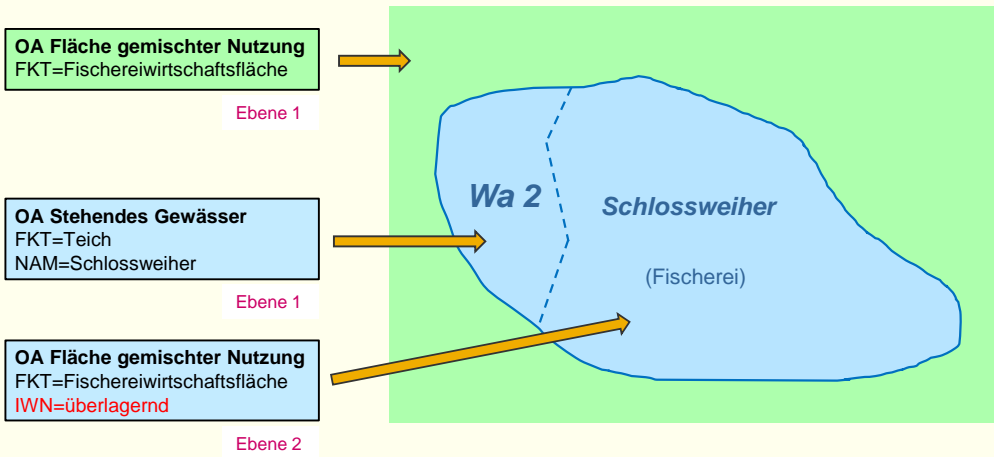 OA Fläche gemischter Nutzung
FKT=Fischereiwirtschaftsfläche
Ebene 1
OA Stehendes Gewässer
FKT=Teich
NAM=Schlossweiher
Ebene 1
OA Fläche gemischter Nutzung
FKT=Fischereiwirtschaftsfläche
IWN=überlagernd
Ebene 2
Wa 2
Schlossweiher
(Fischerei)